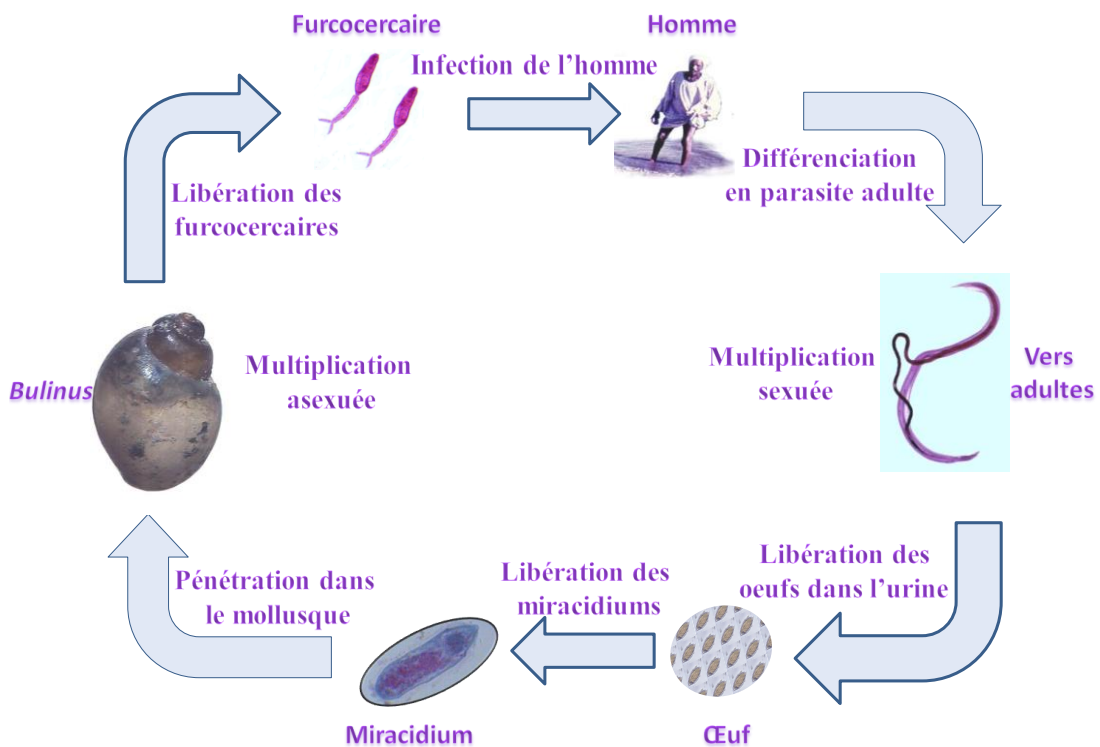 Furcocercaire
Homme
Infection de l’homme
Différenciation
en parasite adulte
Libération des
furcocercaires
Multiplication
sexuée
Vers
adultes
Bulinus
Multiplication
asexuée
Libération des
oeufs dans l’urine
Libération des
miracidiums
Pénétration dans
le mollusque
Miracidium
Œuf